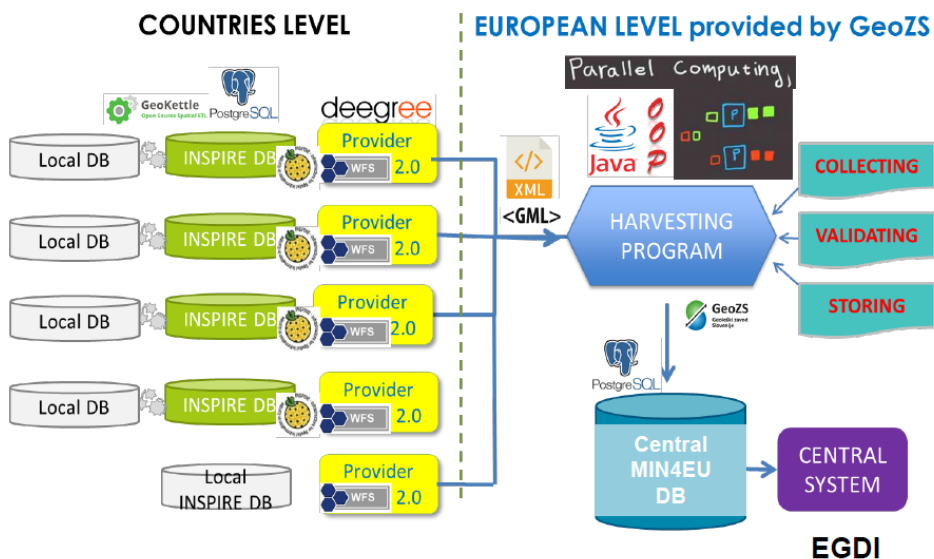 COUNTRIES LEVEL
EUROPEAN LEVEL provided by GeoZS
GeoKettle
Open Source Spatial ETL
PostgreSQL
deegree
Parallel Computing,
Java
O
O
P
P
P
XML
<GML>
Local DB
INSPIRE DB
Provider
WFS
2.0
Local DB
INSPIRE DB
Provider
WFS
2.0
Local DB
INSPIRE DB
Provider
WFS
2.0
Local DB
INSPIRE DB
Provider
WFS
2.0
Local
INSPIRE DB
Provider
WFS
2.0
HARVESTING
PROGRAM
COLLECTING
VALIDATING
STORING
GeoZS
Geološki zavod
Slovenije
PostgreSQL
Central
MIN4EU
DB
CENTRAL
SYSTEM
EGDI